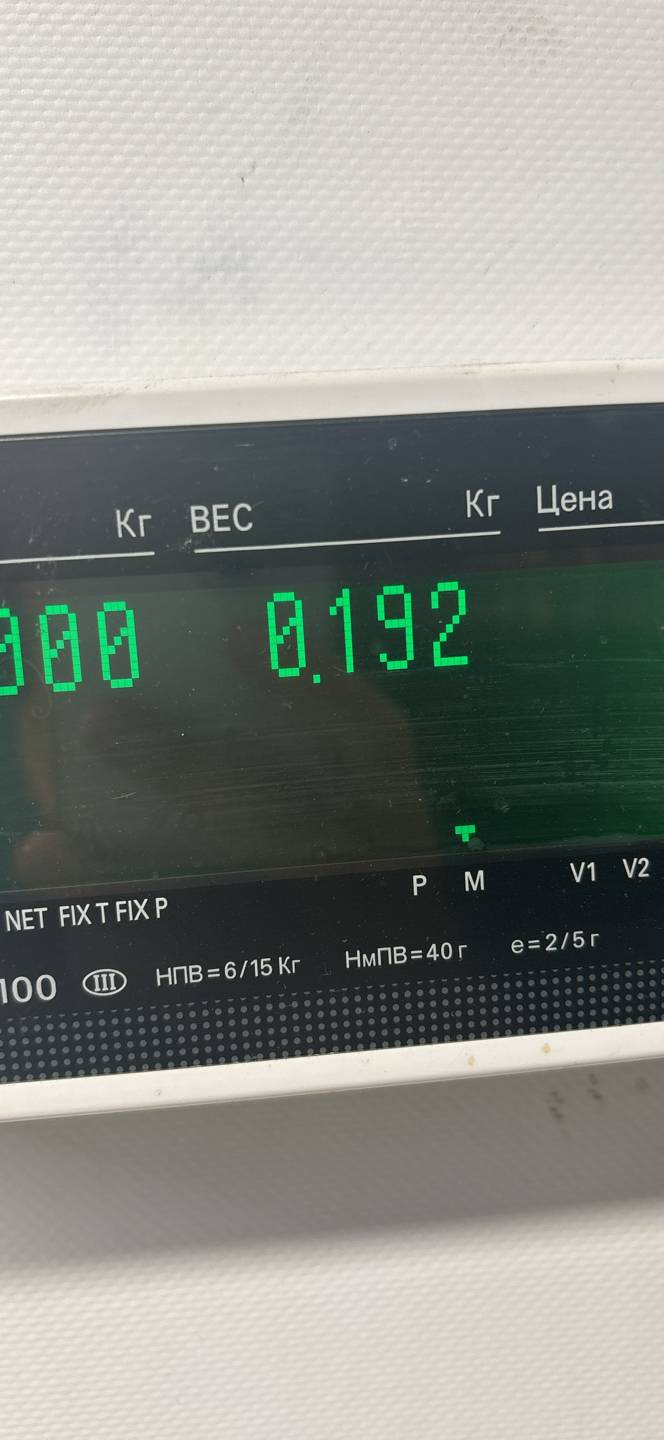 Кг ВЕС Кг Цена
000 0.192
P M V1 V2
NET FIX T FIX P
100 III НПВ=6/15 Кг НмПВ=40 г e=2/5 г